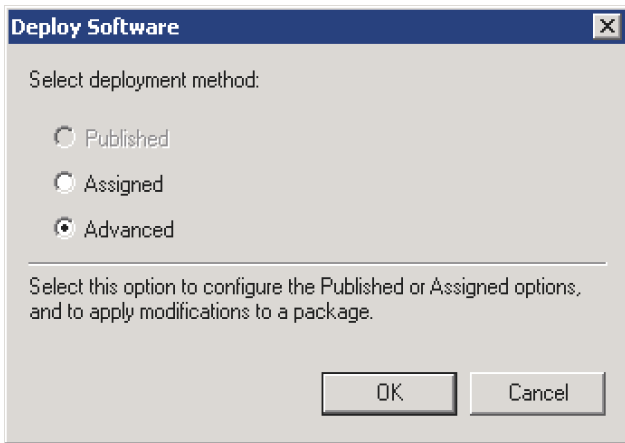 Deploy Software
Select deployment method:
Published
Assigned
Advanced
Select this option to configure the Published or Assigned options,
and to apply modifications to a package.
OK
Cancel